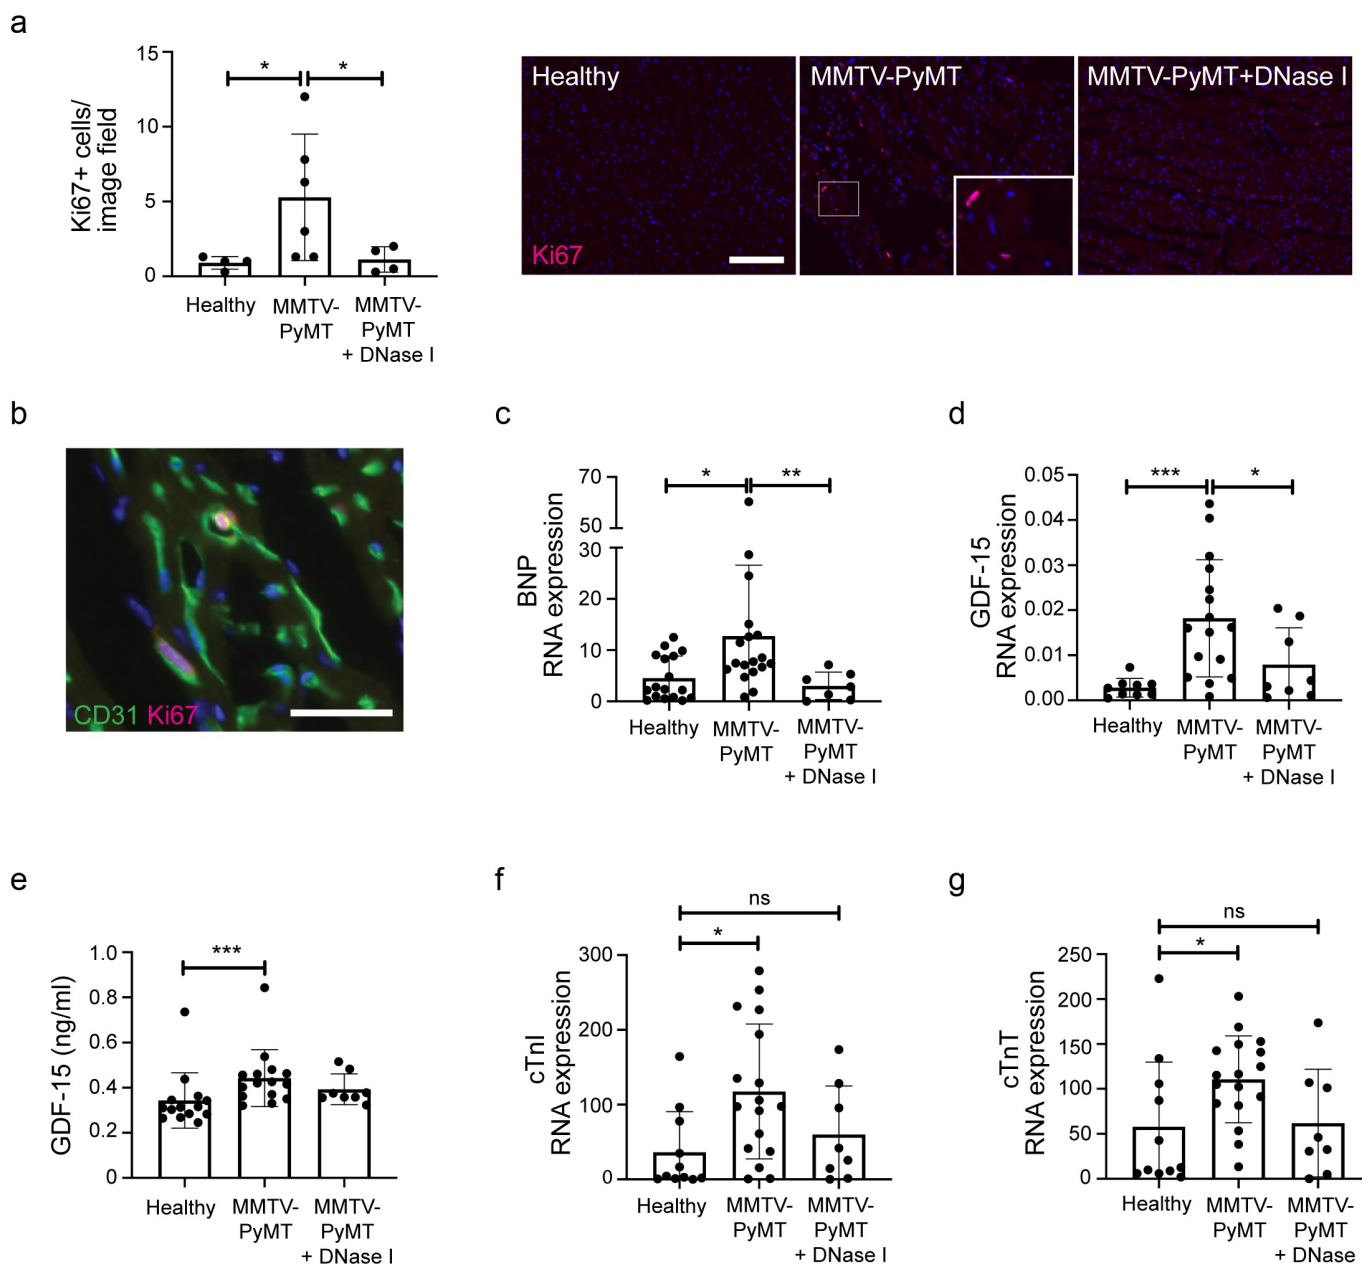 a
Ki67+ cells/
image field
15
10
5
0
*
*
Healthy
MMTV-
PyMT
MMTV-
PyMT
+ DNase I
Healthy
MMTV-PyMT
MMTV-PyMT+DNase I
Ki67
b
CD31 Ki67
c
BNP
RNA expression
70
50
30
20
10
0
*
**
Healthy
MMTV-
PyMT
MMTV-
PyMT
+ DNase I
d
GDF-15
RNA expression
0.05
0.04
0.03
0.02
0.01
0.00
***
*
Healthy
MMTV-
PyMT
MMTV-
PyMT
+ DNase I
e
GDF-15 (ng/ml)
1.0
0.8
0.6
0.4
0.2
0
***
Healthy
MMTV-
PyMT
MMTV-
PyMT
+ DNase I
f
cTnI
RNA expression
300
200
100
0
ns
*
Healthy
MMTV-
PyMT
MMTV-
PyMT
+ DNase I
g
cTnT
RNA expression
250
200
150
100
50
0
ns
*
Healthy
MMTV-
PyMT
MMTV-
PyMT
+ DNase